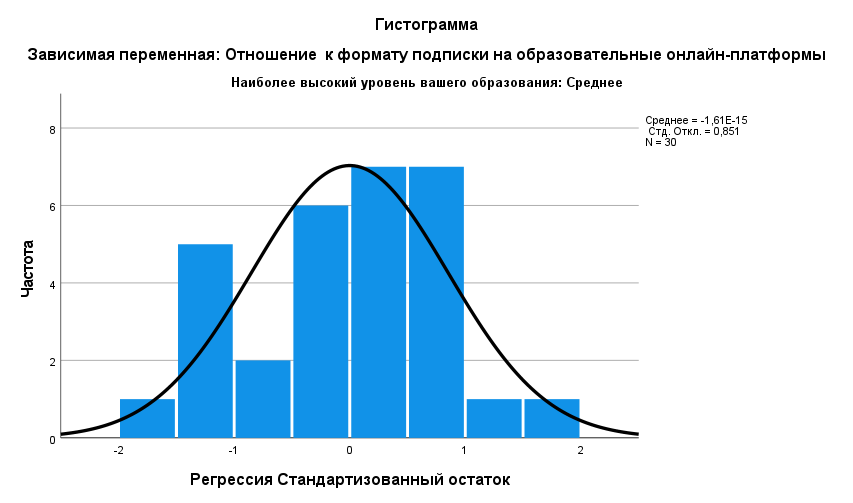 Гистограмма
Зависимая переменная: Отношение к формату подписки на образовательные онлайн-платформы
Наиболее высокий уровень вашего образования: Среднее
Среднее = -1,61E-15
Стд. Откл. = 0,851
N = 30
Частота
8
6
4
2
0
-2 -1 0 1 2
Регрессия Стандартизованный остаток